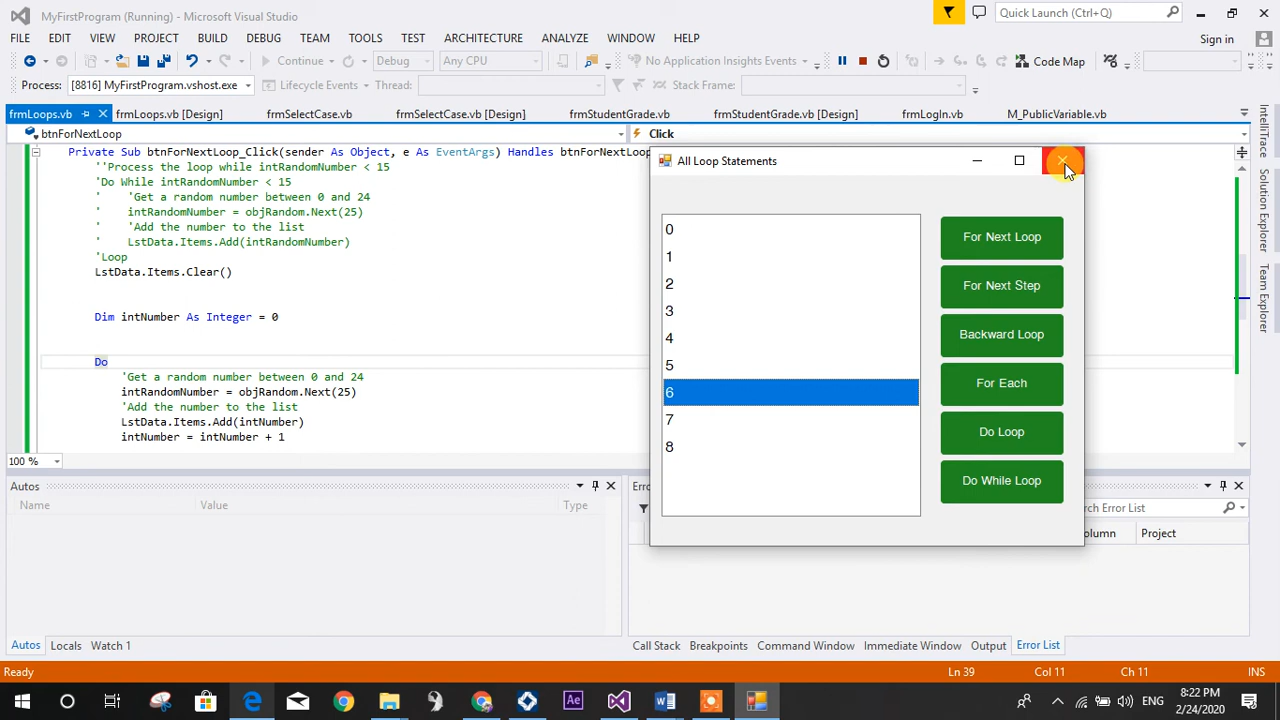 MyFirstProgram (Running) - Microsoft Visual Studio
Quick Launch (Ctrl+Q)
FILE EDIT VIEW PROJECT BUILD DEBUG TEAM TOOLS TEST ARCHITECTURE ANALYZE WINDOW HELP
Sign in
Continue Debug Any CPU No Application Insights Events Code Map
Process: [8816] MyFirstProgram.vshost.exe Lifecycle Events Thread: Stack Frame:
frmLoops.vb frmLoops.vb [Design] frmSelectCase.vb frmSelectCase.vb [Design] frmStudentGrade.vb frmStudentGrade.vb [Design] frmLogIn.vb M_PublicVariable.vb
btnForNextLoop Click
Private Sub btnForNextLoop_Click(sender As Object, e As EventArgs) Handles btnForNextLoop
''Process the loop while intRandomNumber < 15
'Do While intRandomNumber < 15
' 'Get a random number between 0 and 24
' intRandomNumber = objRandom.Next(25)
' 'Add the number to the list
' LstData.Items.Add(intRandomNumber)
'Loop
LstData.Items.Clear()
Dim intNumber As Integer = 0
Do
'Get a random number between 0 and 24
intRandomNumber = objRandom.Next(25)
'Add the number to the list
LstData.Items.Add(intNumber)
intNumber = intNumber + 1
100 %
All Loop Statements
0
1
2
3
4
5
6
7
8
For Next Loop
For Next Step
Backward Loop
For Each
Do Loop
Do While Loop
IntelliTrace
Solution Explorer
Team Explorer
Autos
Name Value Type
Autos Locals Watch 1
Erro
earch Error List
olumn Project
Call Stack Breakpoints Command Window Immediate Window Output Error List
Ready Ln 39 Col 11 Ch 11 INS
Ae
ENG
8:22 PM
2/24/2020